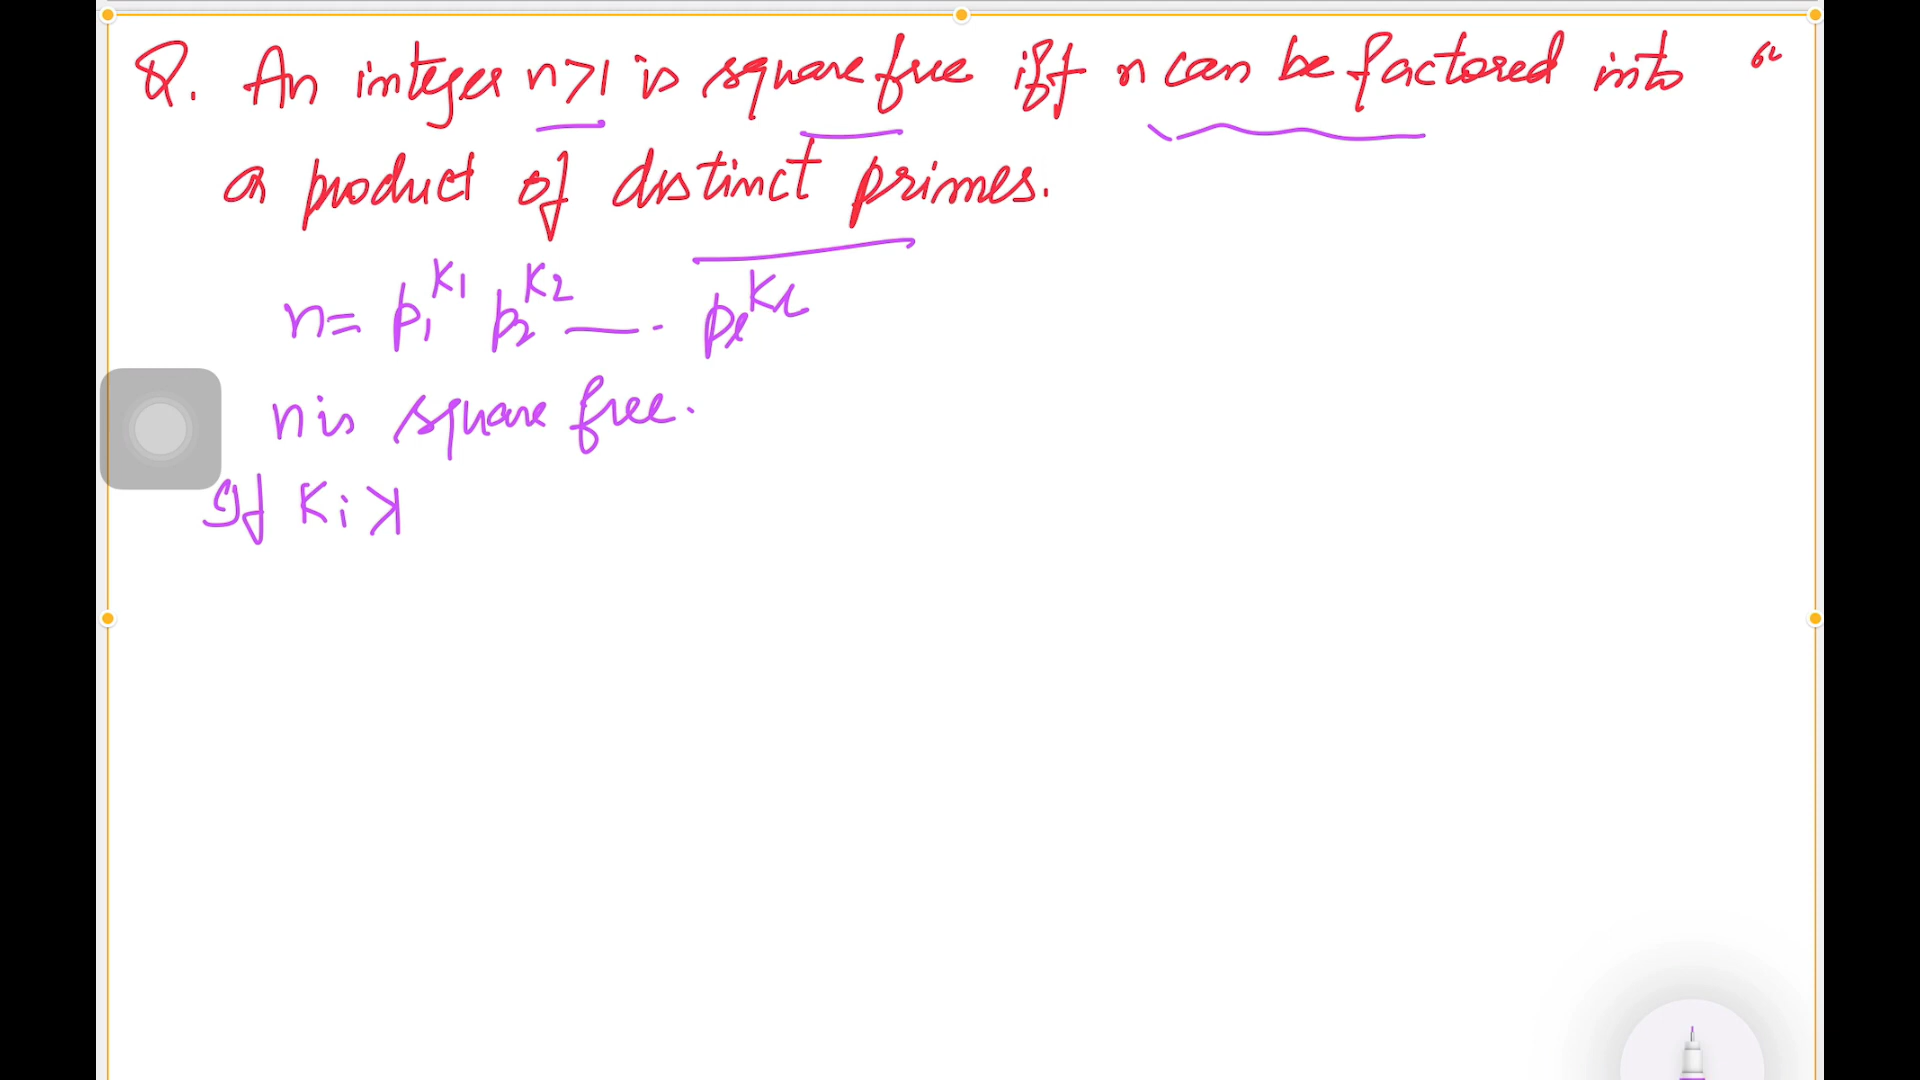 Q. An integer n>1 is square free iff n can be factored into
a product of distinct primes.
n= p₁^K1 p₂^K2 —-. pr^Kr
n is square free.
If Ki >1